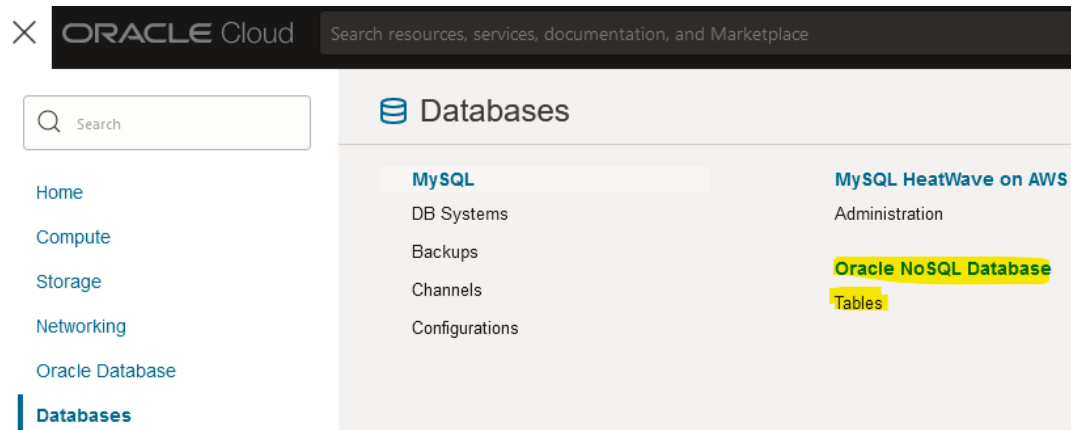 ORACLE Cloud
Search resources, services, documentation, and Marketplace
Search
Home
Compute
Storage
Networking
Oracle Database
Databases
Databases
MySQL
DB Systems
Backups
Channels
Configurations
MySQL HeatWave on AWS
Administration
Oracle NoSQL Database
Tables